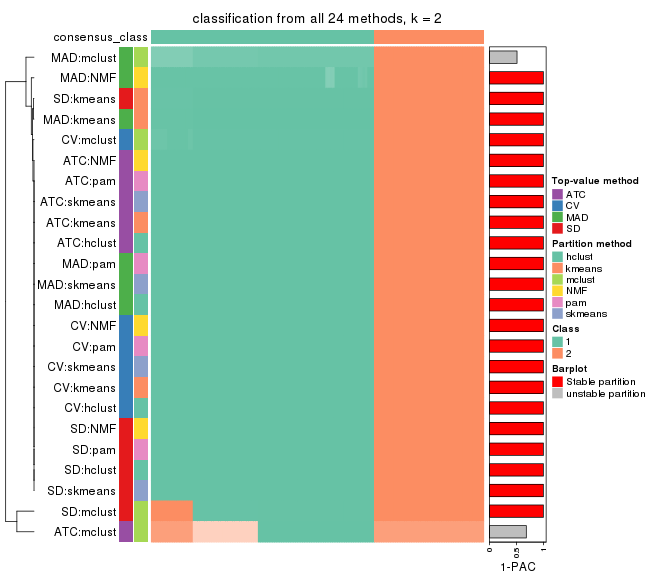 classification from all 24 methods, k = 2
consensus_class
MAD:mclust
MAD:NMF
SD:kmeans
MAD:kmeans
CV:mclust
ATC:NMF
ATC:pam
ATC:skmeans
ATC:kmeans
ATC:hclust
MAD:pam
MAD:skmeans
MAD:hclust
CV:NMF
CV:pam
CV:skmeans
CV:kmeans
CV:hclust
SD:NMF
SD:pam
SD:hclust
SD:skmeans
SD:mclust
ATC:mclust
0
0.5
1
1-PAC
Top-value method
ATC
CV
MAD
SD
Partition method
hclust
kmeans
mclust
NMF
pam
skmeans
Class
1
2
Barplot
Stable partition
unstable partition